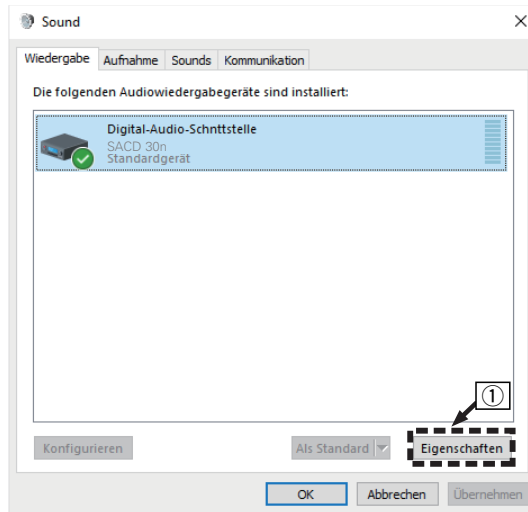 Sound
Wiedergabe Aufnahme Sounds Kommunikation
Die folgenden Audiowiedergabegeräte sind installiert:
Digital-Audio-Schnttstelle
SACD 30n
Standardgerät
①
Konfigurieren Als Standard Eigenschaften
OK Abbrechen Übernehmen